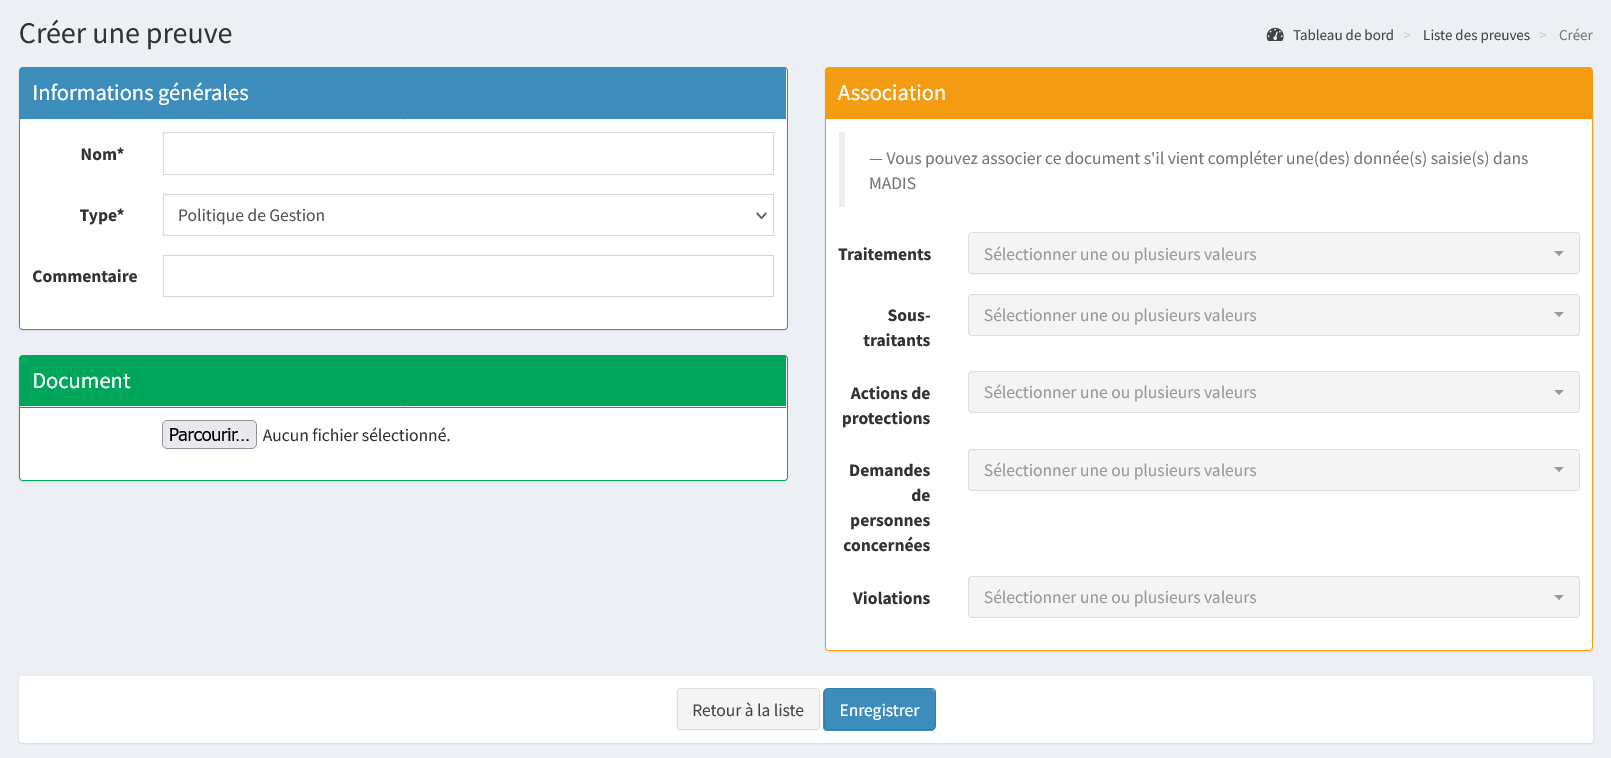 Créer une preuve
Tableau de bord > Liste des preuves > Créer
Informations générales
Nom*
Type*
Politique de Gestion
Commentaire
Document
Parcourir... Aucun fichier sélectionné.
Association
— Vous pouvez associer ce document s'il vient compléter une(des) donnée(s) saisie(s) dans
MADIS
Traitements
Sélectionner une ou plusieurs valeurs
Sous-
traitants
Sélectionner une ou plusieurs valeurs
Actions de
protections
Sélectionner une ou plusieurs valeurs
Demandes
de
personnes
concernées
Sélectionner une ou plusieurs valeurs
Violations
Sélectionner une ou plusieurs valeurs
Retour à la liste
Enregistrer